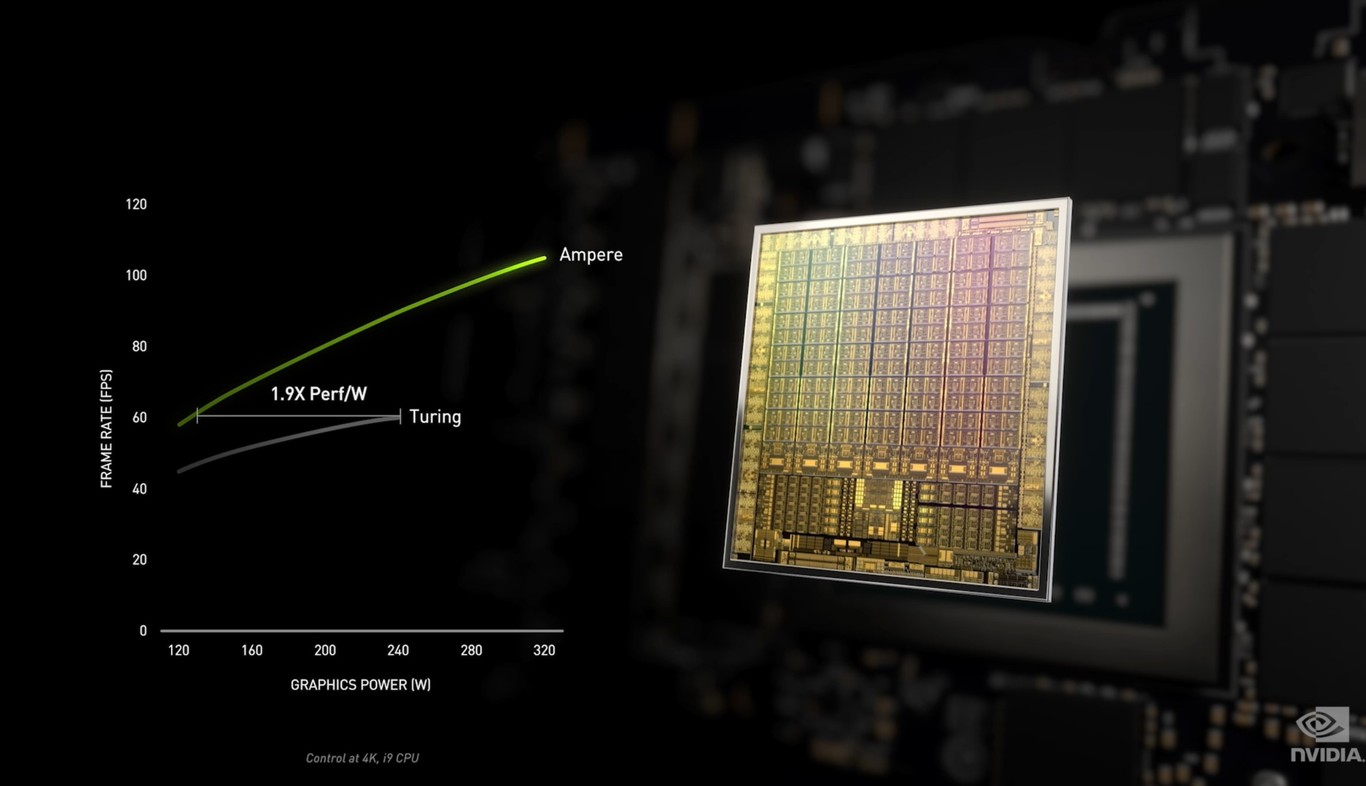 120
100
80
60
40
20
0
FRAME RATE (FPS)
Ampere
1.9X Perf/W
Turing
120 160 200 240 280 320
GRAPHICS POWER (W)
Control at 4K, i9 CPU
NVIDIA.